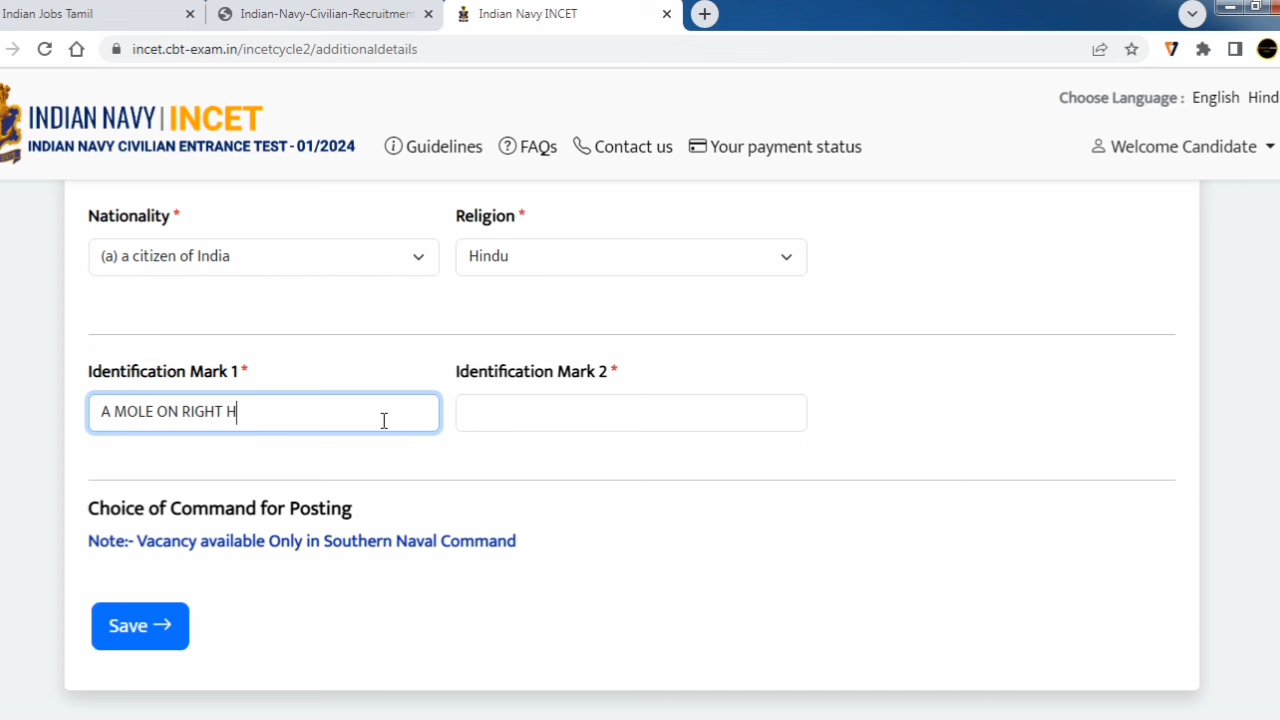 Indian Jobs Tamil
Indian-Navy-Civilian-Recruitment
Indian Navy INCET
incet.cbt-exam.in/incetcycle2/additionaldetails
Choose Language : English Hind
INDIAN NAVY | INCET
INDIAN NAVY CIVILIAN ENTRANCE TEST - 01/2024
Guidelines FAQs Contact us Your payment status Welcome Candidate
Nationality * Religion *
(a) a citizen of India Hindu
Identification Mark 1 * Identification Mark 2 *
A MOLE ON RIGHT H
Choice of Command for Posting
Note:- Vacancy available Only in Southern Naval Command
Save →